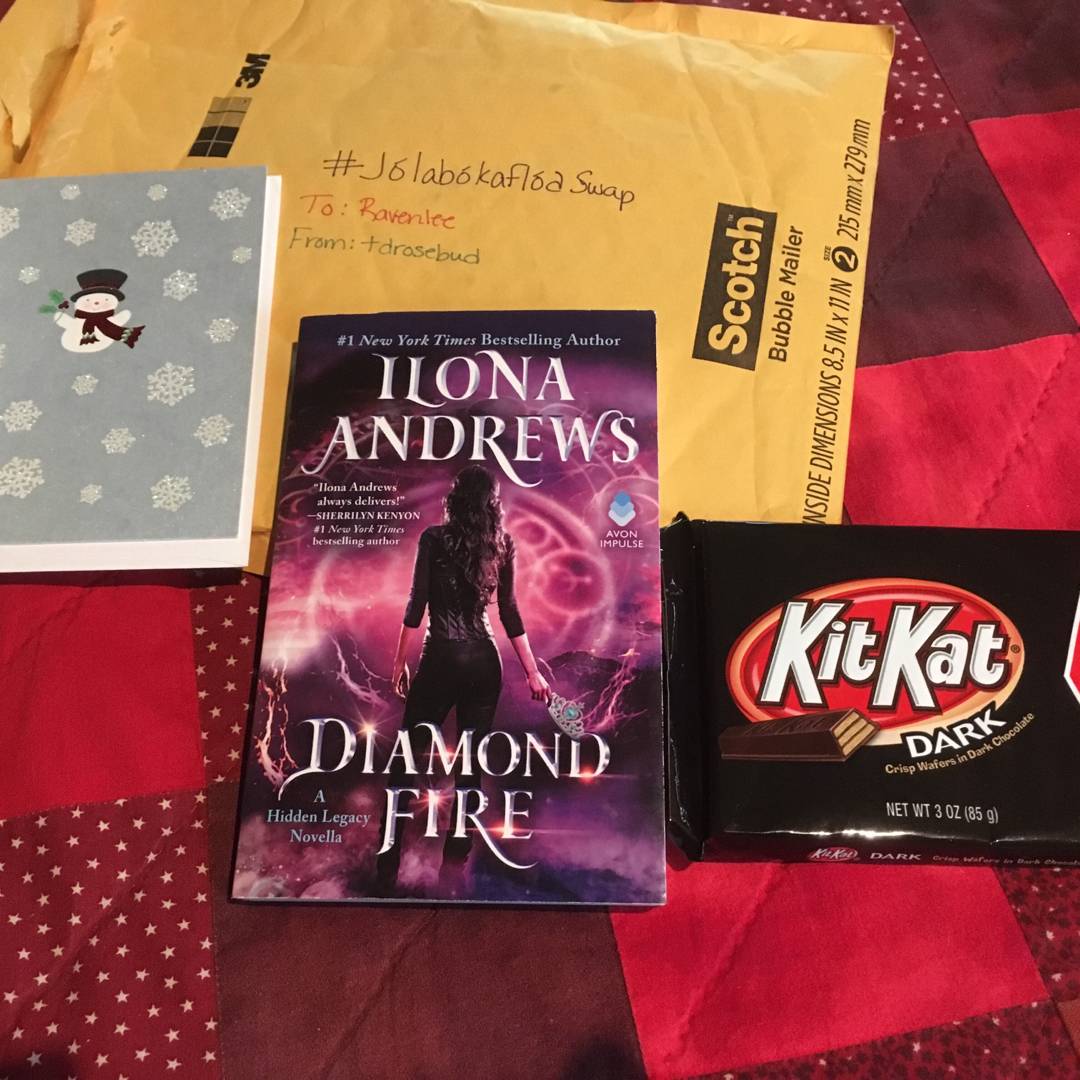 3M
#Jólabókaflóð Swap
To: Ravenlee
From: tdrosebud
Scotch™
Bubble Mailer
INSIDE DIMENSIONS 8.5 IN x 11 IN SIZE 2 215 mm x 279 mm
#1 New York Times Bestselling Author
ILONA
ANDREWS
"Ilona Andrews
always delivers!"
—SHERRILYN KENYON
#1 New York Times
bestselling author
AVON
IMPULSE
DIAMOND
FIRE
A
Hidden Legacy
Novella
KitKat®
DARK
Crisp Wafers in Dark Chocolate
NET WT 3 OZ (85 g)
KitKat DARK Crisp Wafers in Dark Chocolate